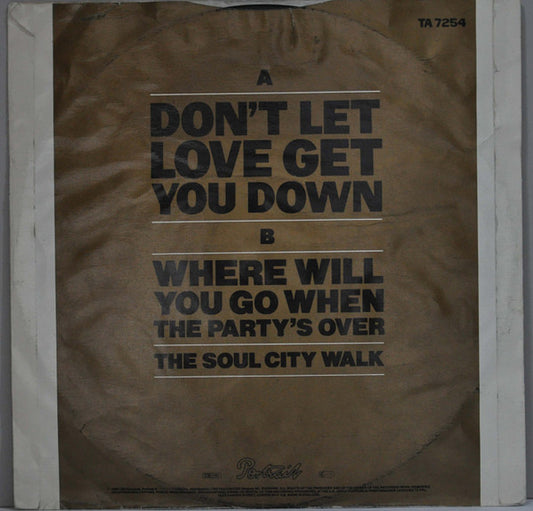 TA 7254
A
DON'T LET
LOVE GET
YOU DOWN
B
WHERE WILL
YOU GO WHEN
THE PARTY'S OVER
THE SOUL CITY WALK
Portrait